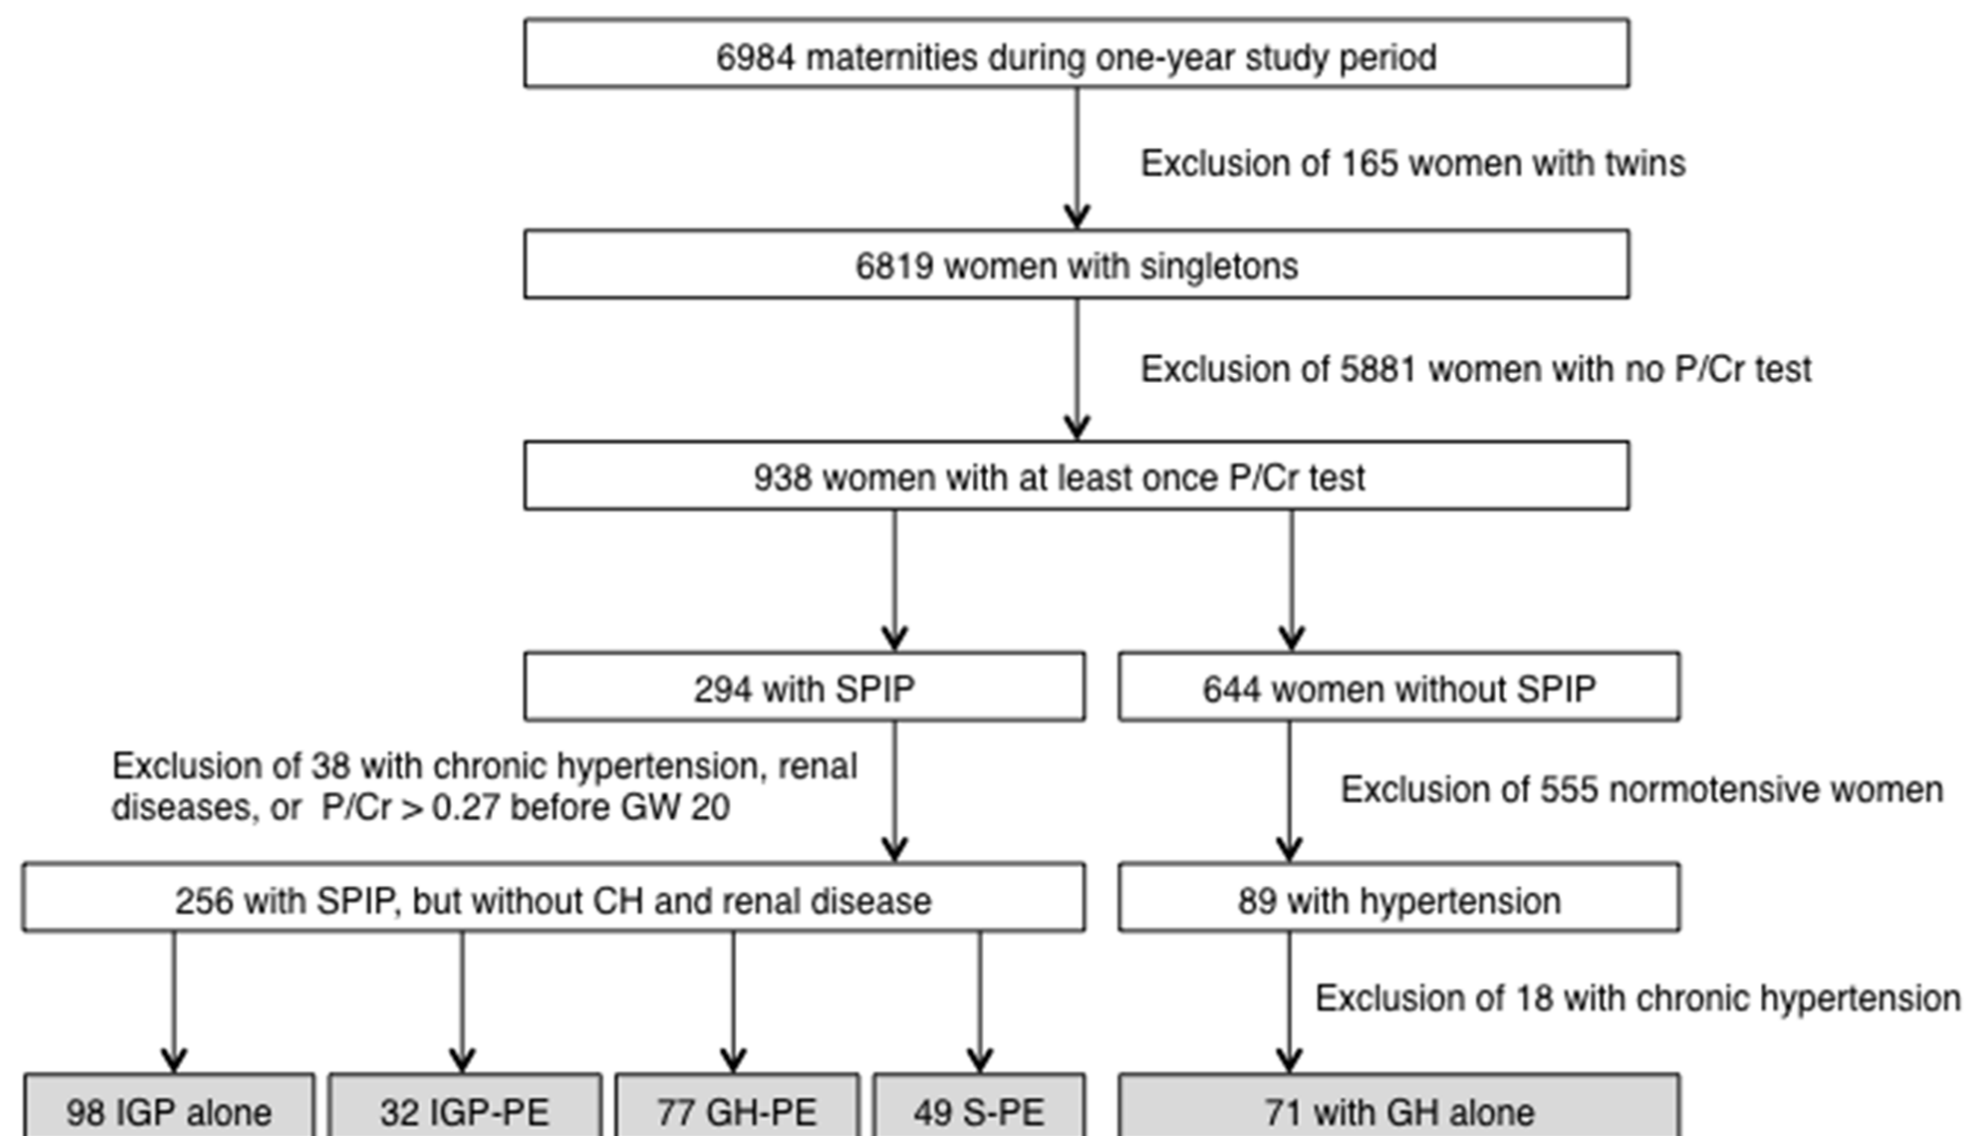 6984 maternities during one-year study period
Exclusion of 165 women with twins
6819 women with singletons
Exclusion of 5881 women with no P/Cr test
938 women with at least once P/Cr test
294 with SPIP
644 women without SPIP
Exclusion of 38 with chronic hypertension, renal
diseases, or P/Cr > 0.27 before GW 20
Exclusion of 555 normotensive women
256 with SPIP, but without CH and renal disease
89 with hypertension
Exclusion of 18 with chronic hypertension
98 IGP alone
32 IGP-PE
77 GH-PE
49 S-PE
71 with GH alone